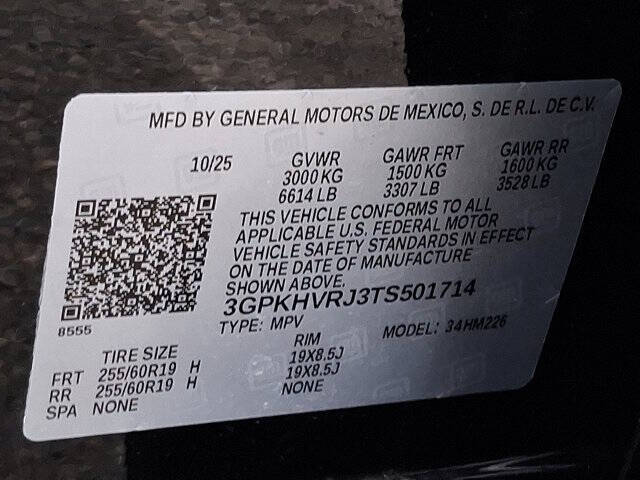 MFD BY GENERAL MOTORS DE MEXICO, S. DE R.L. DE C.V.
10/25 GVWR GAWR FRT GAWR RR
3000 KG 1500 KG 1600 KG
6614 LB 3307 LB 3528 LB
THIS VEHICLE CONFORMS TO ALL
APPLICABLE U.S. FEDERAL MOTOR
VEHICLE SAFETY STANDARDS IN EFFECT
ON THE DATE OF MANUFACTURE
SHOWN ABOVE.
3GPKHVRJ3TS501714
8555
TYPE: MPV MODEL: 34HM226
TIRE SIZE RIM
FRT 255/60R19 H 19X8.5J
RR 255/60R19 H 19X8.5J
SPA NONE NONE